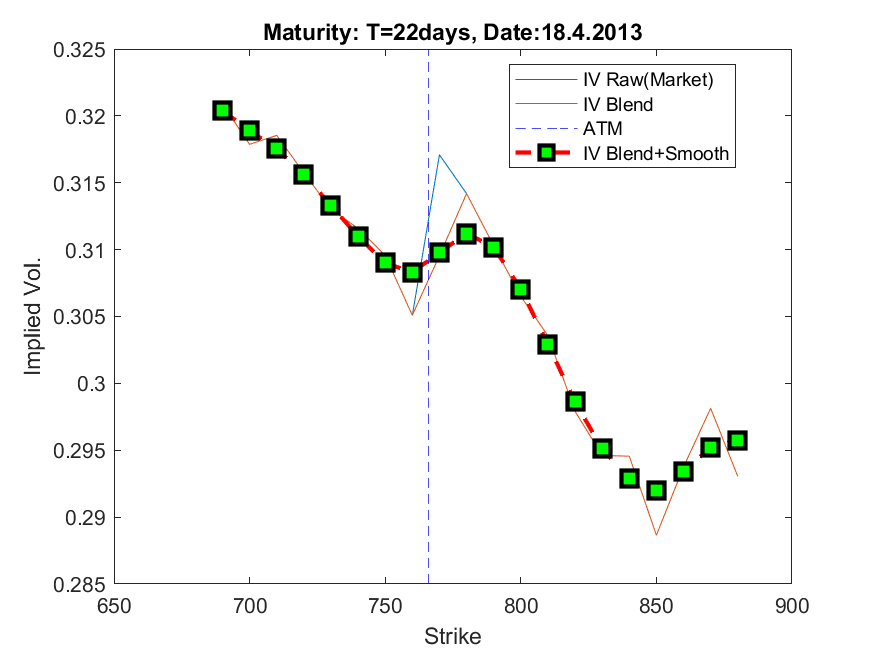 Maturity: T=22days, Date:18.4.2013
0.325
0.32
0.315
0.31
0.305
0.3
0.295
0.29
0.285
Implied Vol.
IV Raw(Market)
IV Blend
ATM
IV Blend+Smooth
650
700
750
800
850
900
Strike